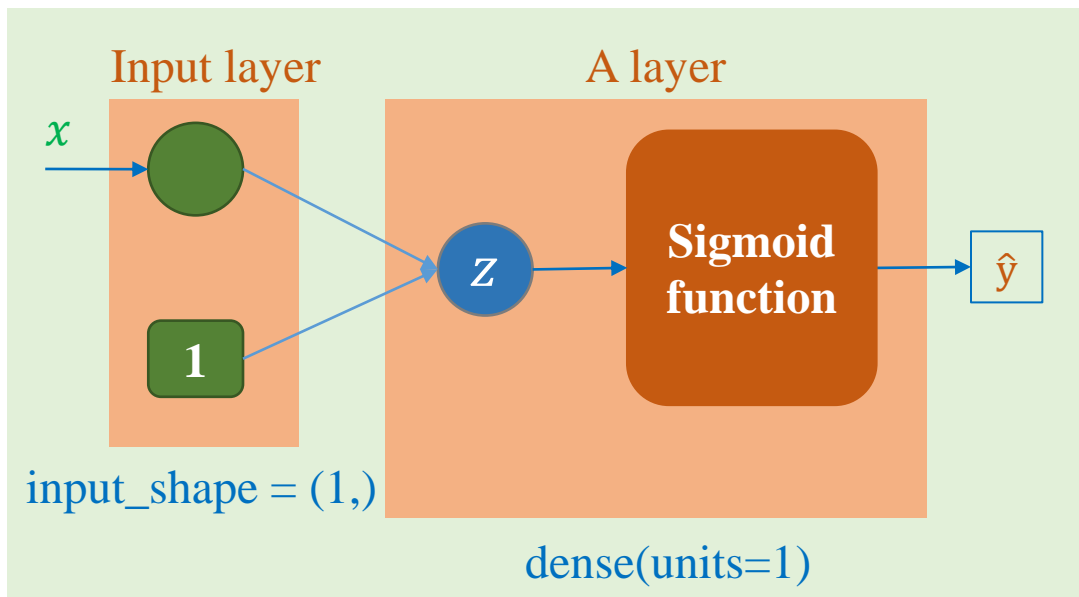 Input layer
A layer
x
1
z
Sigmoid
function
ŷ
input_shape = (1,)
dense(units=1)